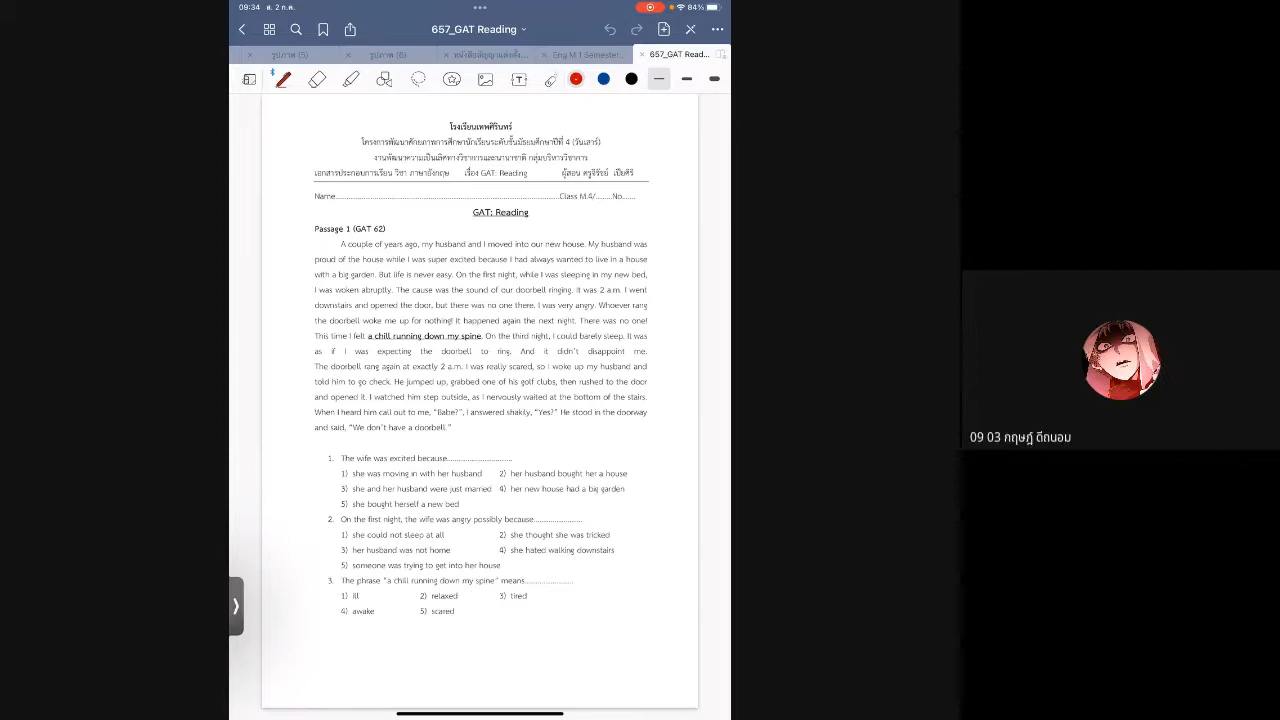 09:34 ส. 2 ก.ค.
84%
657_GAT Reading
รูปภาพ (5)
รูปภาพ (6)
Eng M.1 Semester...
657_GAT Read...
โรงเรียนเทพศิรินทร์
โครงการพัฒนาศักยภาพการศึกษานักเรียนระดับชั้นมัธยมศึกษาปีที่ 4 (วันเสาร์)
งานพัฒนาความเป็นเลิศทางวิชาการและนานาชาติ กลุ่มบริหารวิชาการ
เอกสารประกอบการเรียน วิชา ภาษาอังกฤษ เรื่อง GAT: Reading ผู้สอน ครูจิรัชย์ เปียศิริ
Name..........Class M.4/........No......
GAT: Reading
Passage 1 (GAT 62)
A couple of years ago, my husband and I moved into our new house. My husband was
proud of the house while I was super excited because I had always wanted to live in a house
with a big garden. But life is never easy. On the first night, while I was sleeping in my new bed,
I was woken abruptly. The cause was the sound of our doorbell ringing. It was 2 a.m. I went
downstairs and opened the door, but there was no one there. I was very angry. Whoever rang
the doorbell woke me up for nothing! it happened again the next night. There was no one!
This time I felt a chill running down my spine. On the third night, I could barely sleep. It was
as if I was expecting the doorbell to ring. And it didn't disappoint me.
The doorbell rang again at exactly 2 a.m. I was really scared, so I woke up my husband and
told him to go check. He jumped up, grabbed one of his golf clubs, then rushed to the door
and opened it. I watched him step outside, as I nervously waited at the bottom of the stairs.
When I heard him call out to me, "Babe?", I answered shakily, "Yes?" He stood in the doorway
and said, "We don't have a doorbell."
1. The wife was excited because..............................
1) she was moving in with her husband 2) her husband bought her a house
3) she and her husband were just married 4) her new house had a big garden
5) she bought herself a new bed
2. On the first night, the wife was angry possibly because......................
1) she could not sleep at all 2) she thought she was tricked
3) her husband was not home 4) she hated walking downstairs
5) someone was trying to get into her house
3. The phrase "a chill running down my spine" means......................
1) ill 2) relaxed 3) tired
4) awake 5) scared
09 03 กฤษฎ์ ดีถนอม